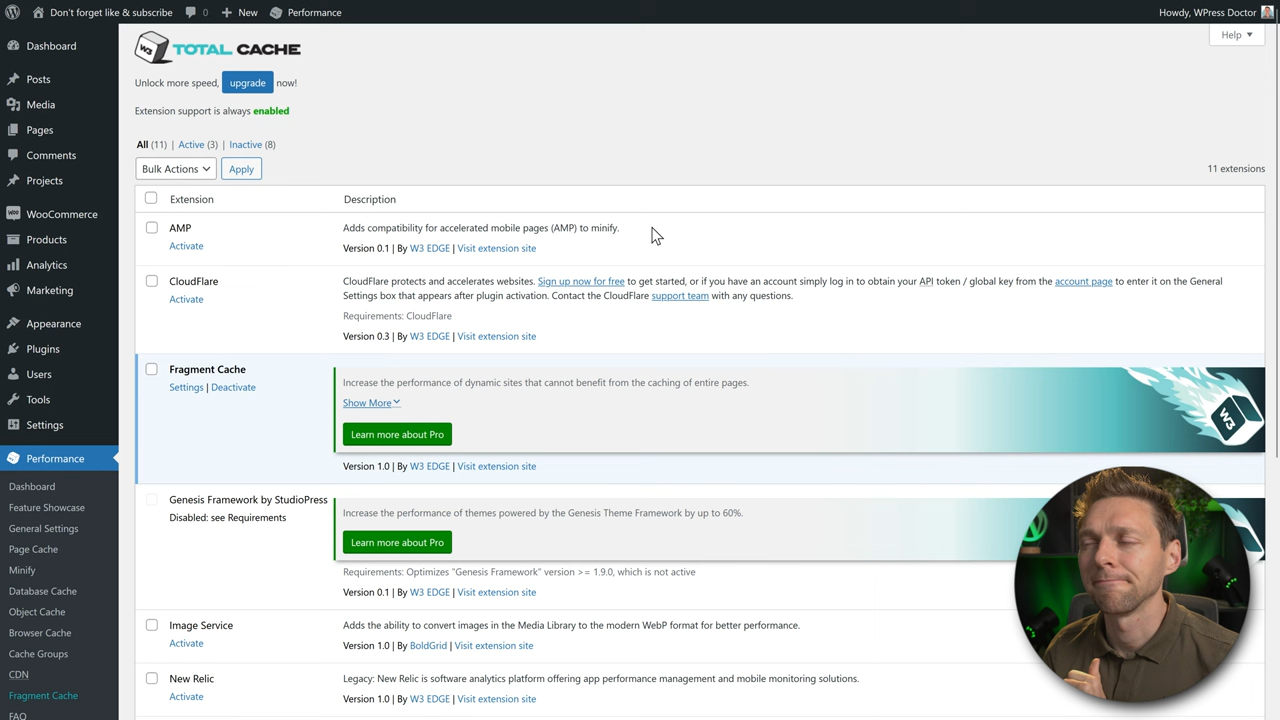 Don't forget like & subscribe
0
New
Performance
Howdy, WPress Doctor
Dashboard
Posts
Media
Pages
Comments
Projects
WooCommerce
Products
Analytics
Marketing
Appearance
Plugins
Users
Tools
Settings
Performance
Dashboard
Feature Showcase
General Settings
Page Cache
Minify
Database Cache
Object Cache
Browser Cache
Cache Groups
CDN
Fragment Cache
FAQ
Help
W3 TOTAL CACHE
Unlock more speed, upgrade now!
Extension support is always enabled
All (11) | Active (3) | Inactive (8)
Bulk Actions Apply
11 extensions
Extension Description
AMP
Activate
Adds compatibility for accelerated mobile pages (AMP) to minify.
Version 0.1 | By W3 EDGE | Visit extension site
CloudFlare
Activate
CloudFlare protects and accelerates websites. Sign up now for free to get started, or if you have an account simply log in to obtain your API token / global key from the account page to enter it on the General
Settings box that appears after plugin activation. Contact the CloudFlare support team with any questions.
Requirements: CloudFlare
Version 0.3 | By W3 EDGE | Visit extension site
Fragment Cache
Settings | Deactivate
Increase the performance of dynamic sites that cannot benefit from the caching of entire pages.
Show More
Learn more about Pro
W3
Version 1.0 | By W3 EDGE | Visit extension site
Genesis Framework by StudioPress
Disabled: see Requirements
Increase the performance of themes powered by the Genesis Theme Framework by up to 60%.
Learn more about Pro
Requirements: Optimizes "Genesis Framework" version >= 1.9.0, which is not active
Version 0.1 | By W3 EDGE | Visit extension site
Image Service
Activate
Adds the ability to convert images in the Media Library to the modern WebP format for better performance.
Version 1.0 | By BoldGrid | Visit extension site
New Relic
Activate
Legacy: New Relic is software analytics platform offering app performance management and mobile monitoring solutions.
Version 1.0 | By W3 EDGE | Visit extension site